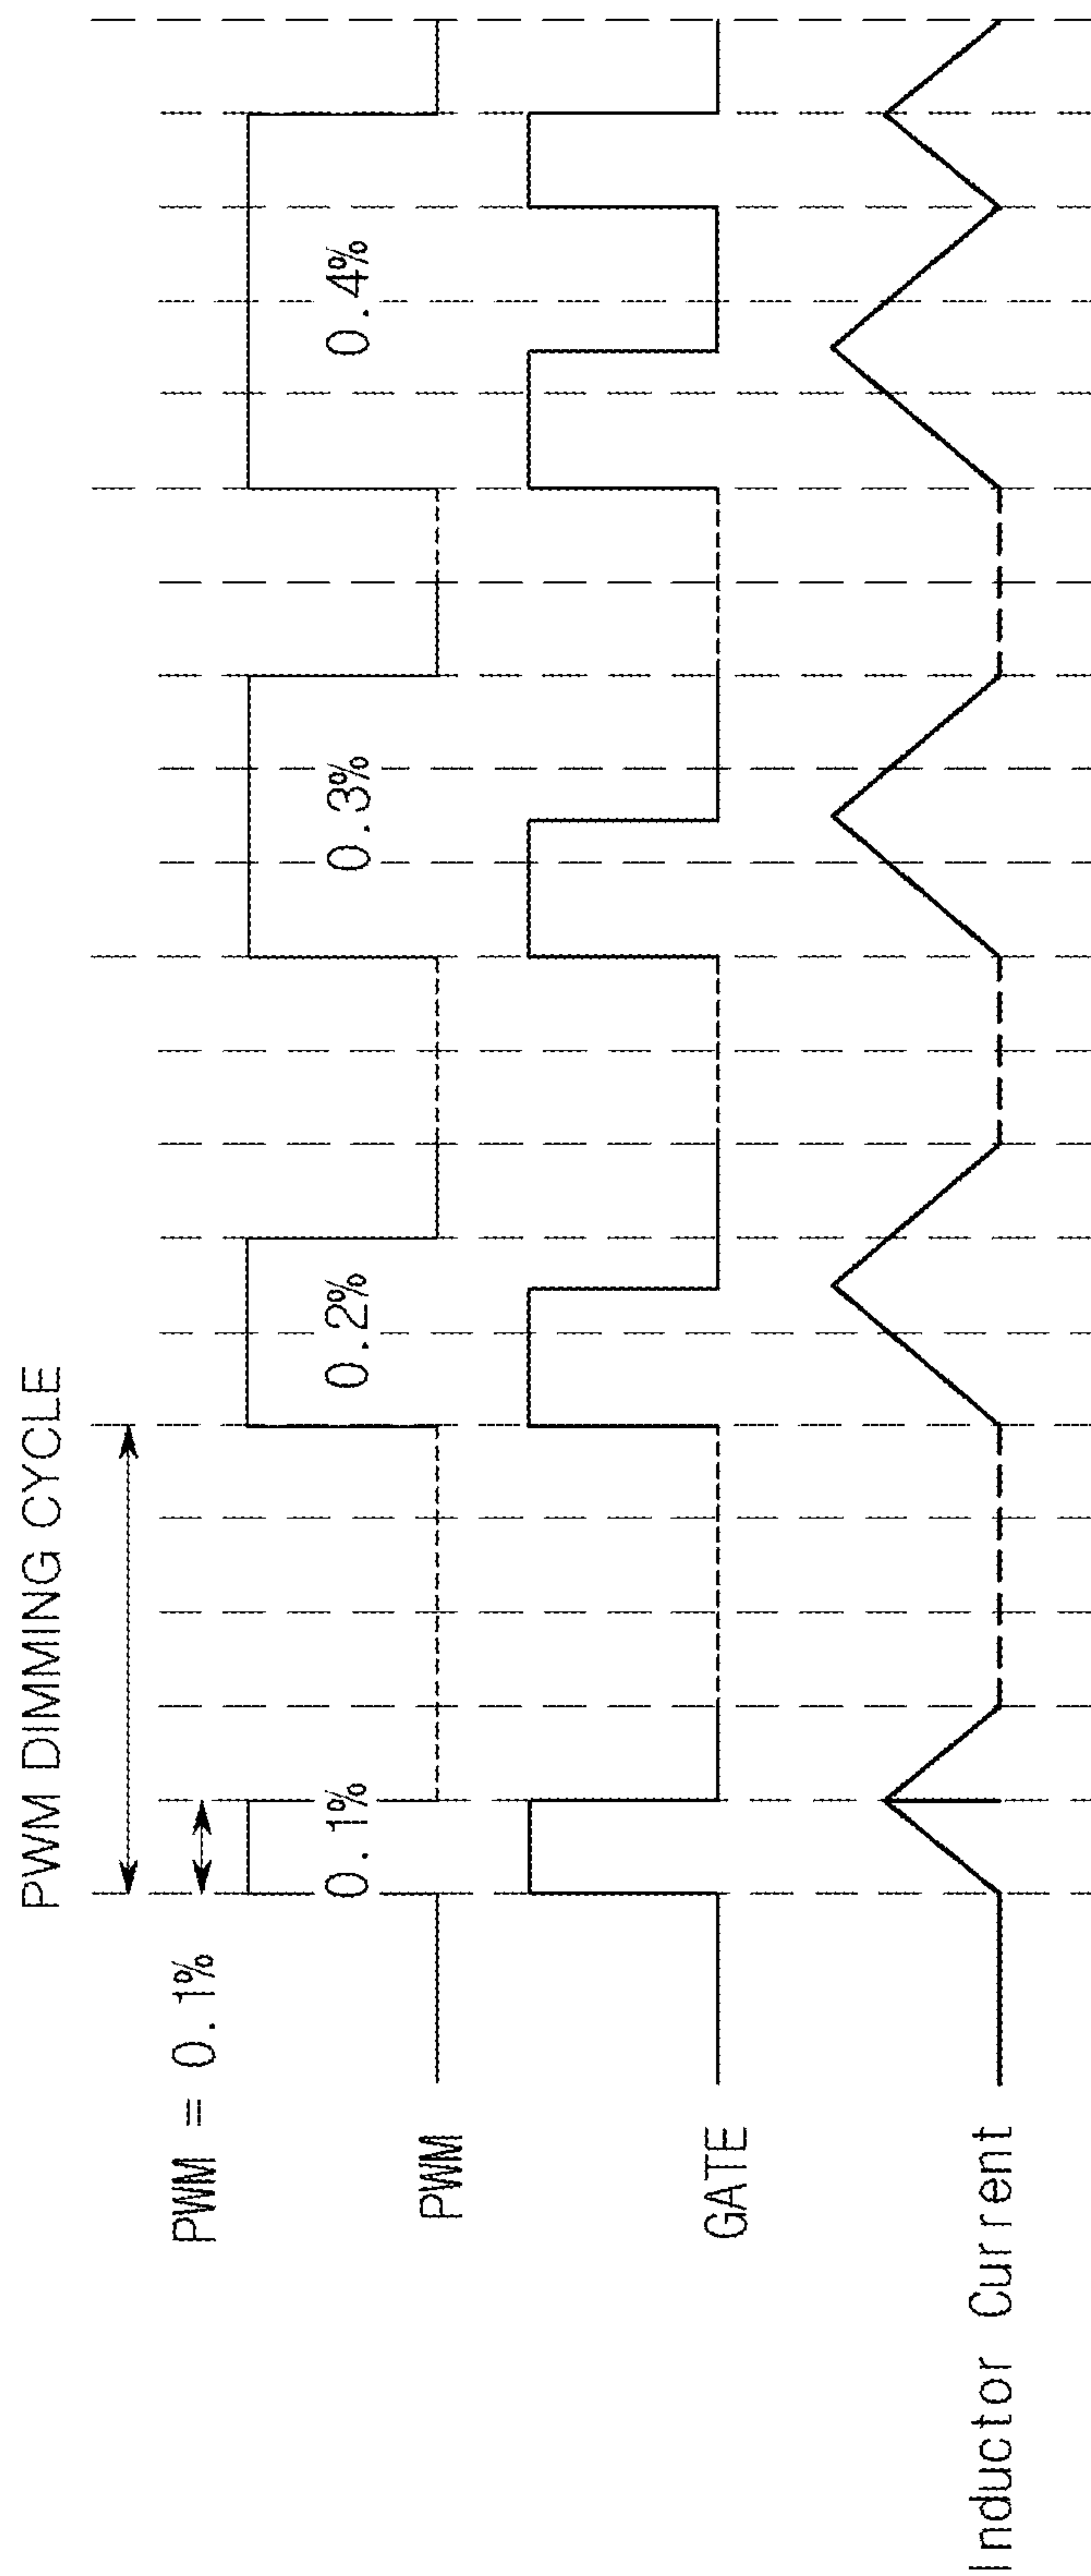 PWM DIMMING CYCLE
PWM = 0.1%
PWM
0.1%
0.2%
0.3%
0.4%
GATE
Inductor Current